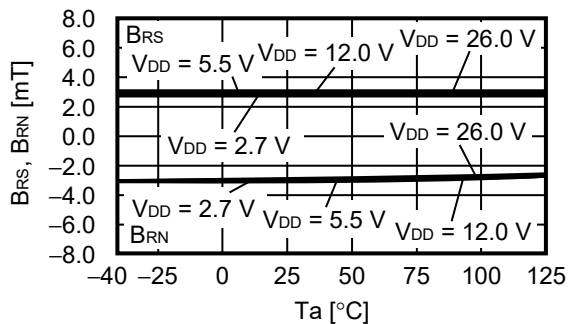 8.0
6.0
4.0
2.0
0.0
−2.0
−4.0
−6.0
−8.0
BRS, BRN [mT]
BRS
VDD = 5.5 V
VDD = 12.0 V
VDD = 26.0 V
VDD = 2.7 V
VDD = 26.0 V
VDD = 2.7 V
VDD = 5.5 V
VDD = 12.0 V
BRN
−40 −25 0 25 50 75 100 125
Ta [°C]